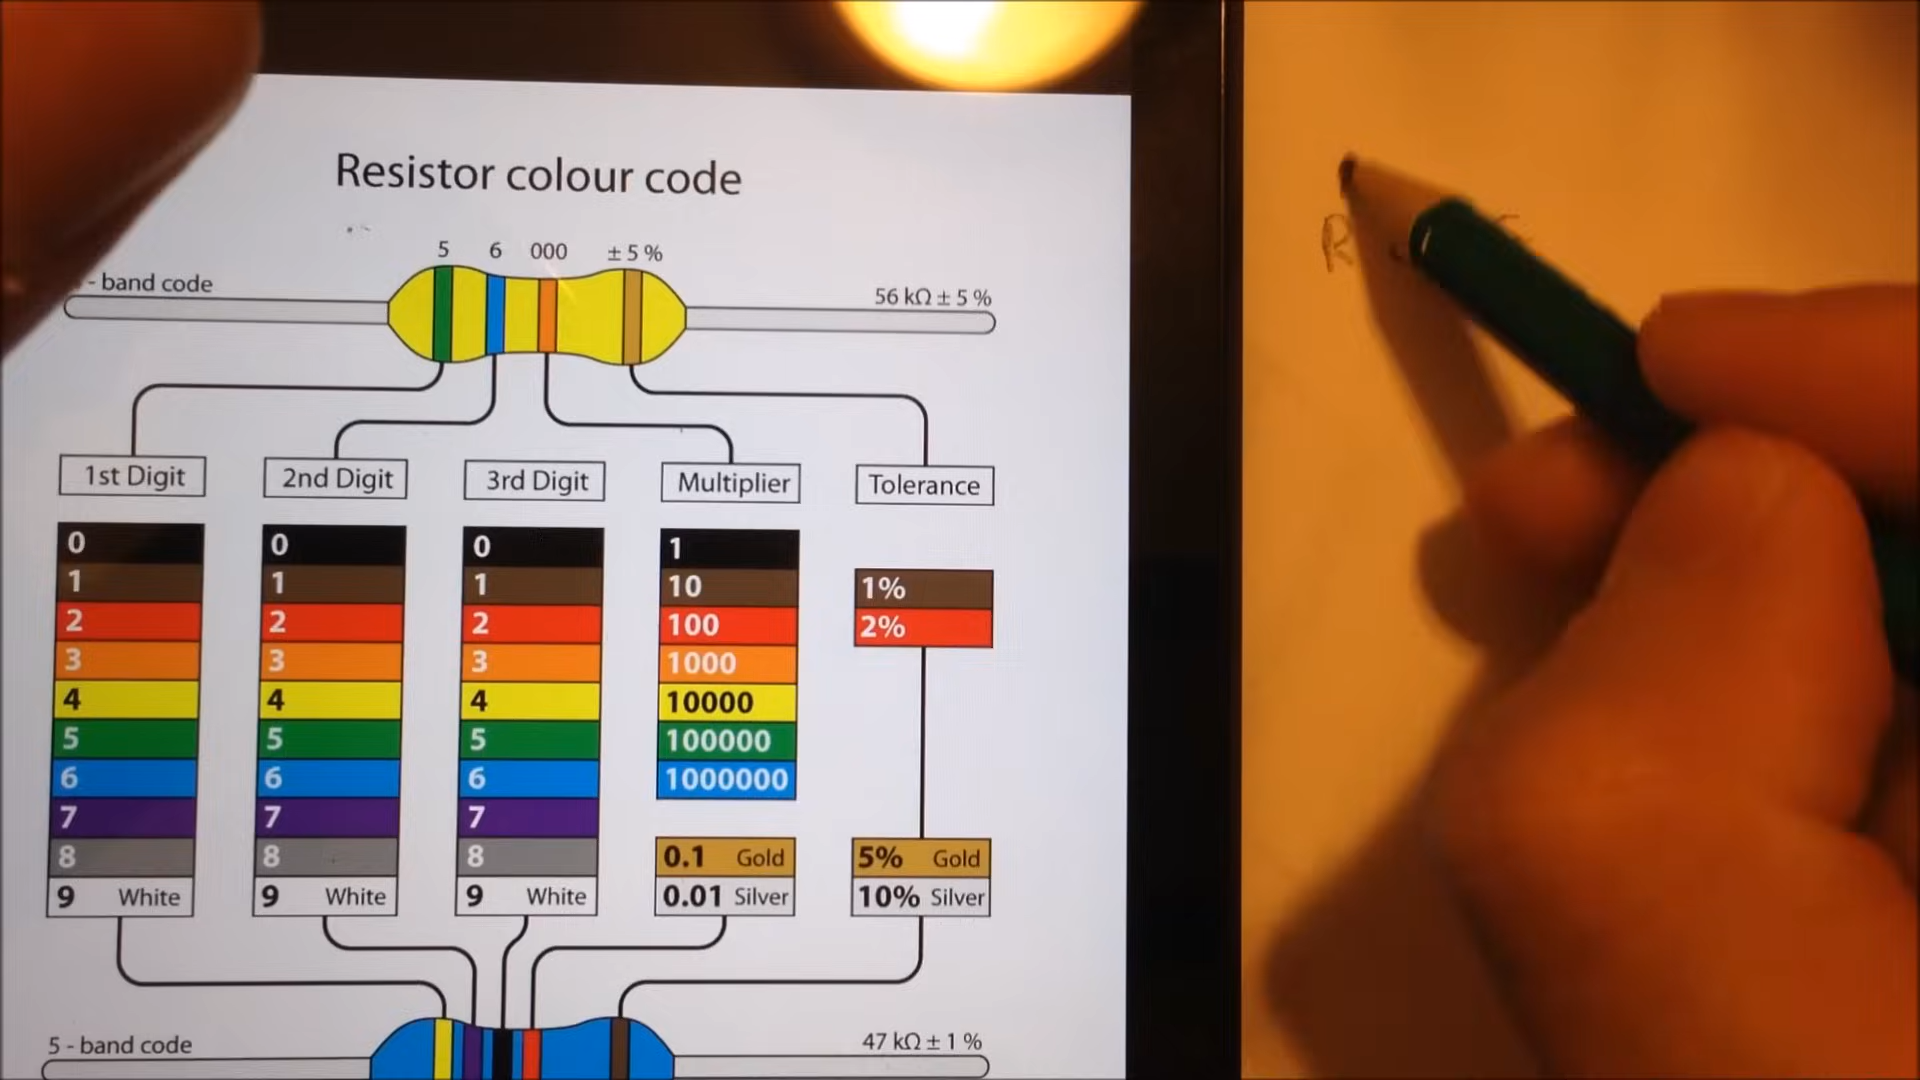 Resistor colour code
5 6 000 ± 5 %
- band code
56 kΩ ± 5 %
1st Digit 2nd Digit 3rd Digit Multiplier Tolerance
0 0 0 1
1 1 1 10 1%
2 2 2 100 2%
3 3 3 1000
4 4 4 10000
5 5 5 100000
6 6 6 1000000
7 7 7
8 8 8 0.1 Gold 5% Gold
9 White 9 White 9 White 0.01 Silver 10% Silver
5 - band code
47 kΩ ± 1 %
R